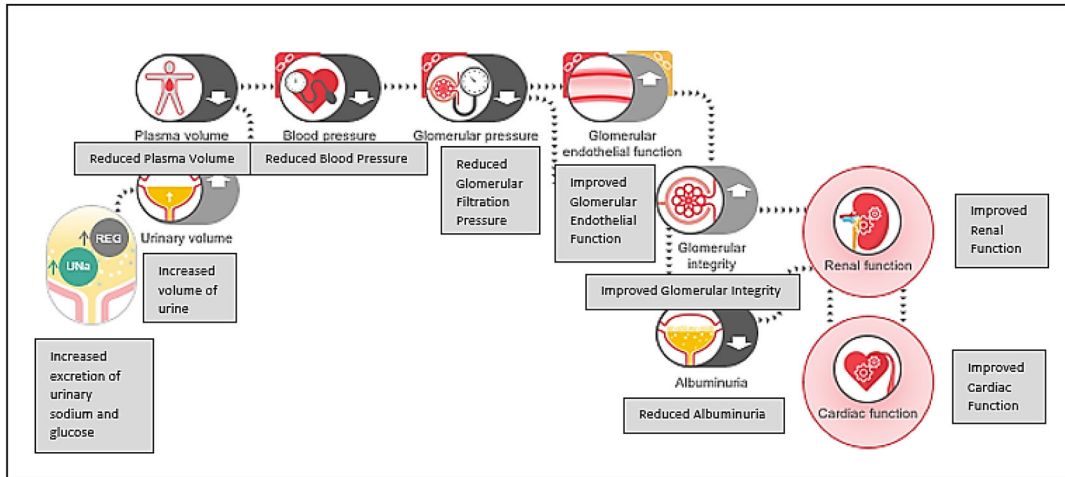 Plasma volume
Blood pressure
Glomerular pressure
Glomerular
endothelial function
Reduced Plasma Volume
Reduced Blood Pressure
Reduced
Glomerular
Filtration
Pressure
Improved
Glomerular
Endothelial
Function
REG
UNa
Urinary volume
Increased
volume of
urine
Glomerular
integrity
Renal function
Improved
Renal
Function
Improved Glomerular Integrity
Increased
excretion of
urinary
sodium and
glucose
Albuminuria
Reduced Albuminuria
Cardiac function
Improved
Cardiac
Function